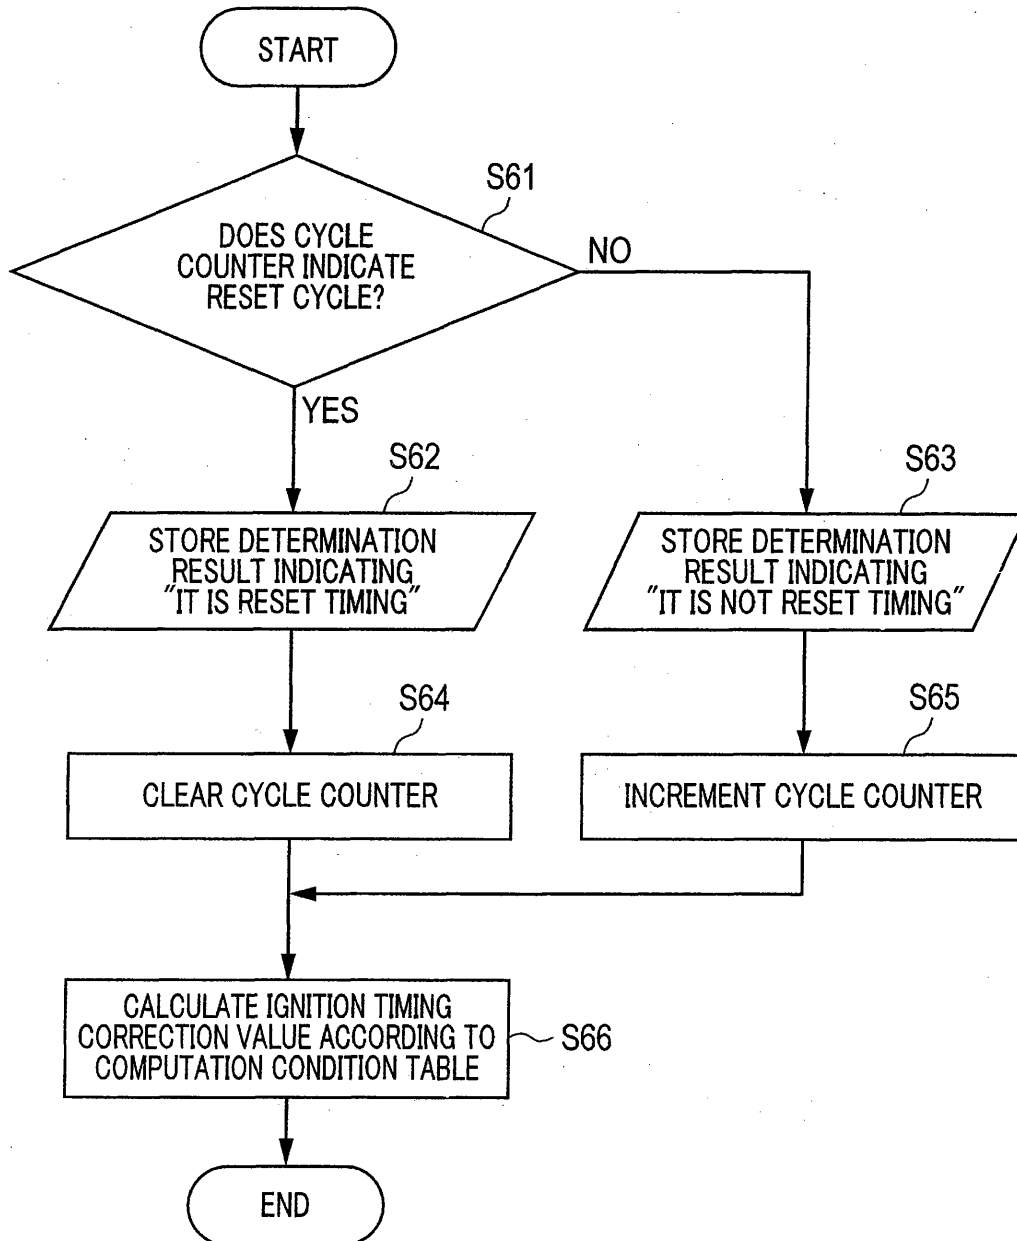 START
S61
DOES CYCLE
COUNTER INDICATE
RESET CYCLE?
NO
YES
S62
STORE DETERMINATION
RESULT INDICATING
"IT IS RESET TIMING"
S63
STORE DETERMINATION
RESULT INDICATING
"IT IS NOT RESET TIMING"
S64
CLEAR CYCLE COUNTER
S65
INCREMENT CYCLE COUNTER
CALCULATE IGNITION TIMING
CORRECTION VALUE ACCORDING TO
COMPUTATION CONDITION TABLE
S66
END